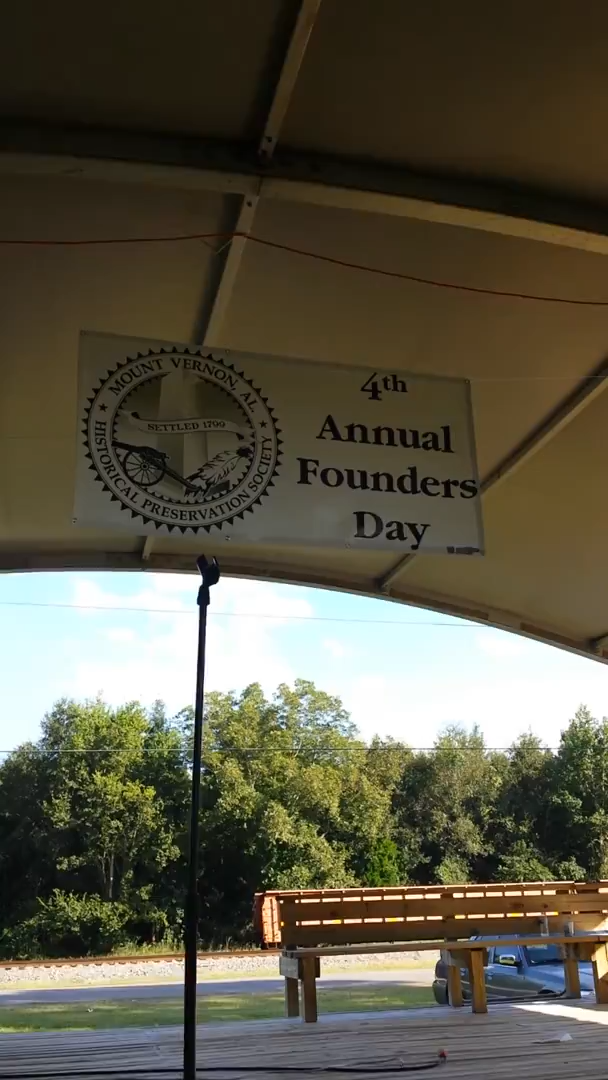 MOUNT VERNON, AL
SETTLED 1799
HISTORICAL PRESERVATION SOCIETY
4th
Annual
Founders
Day